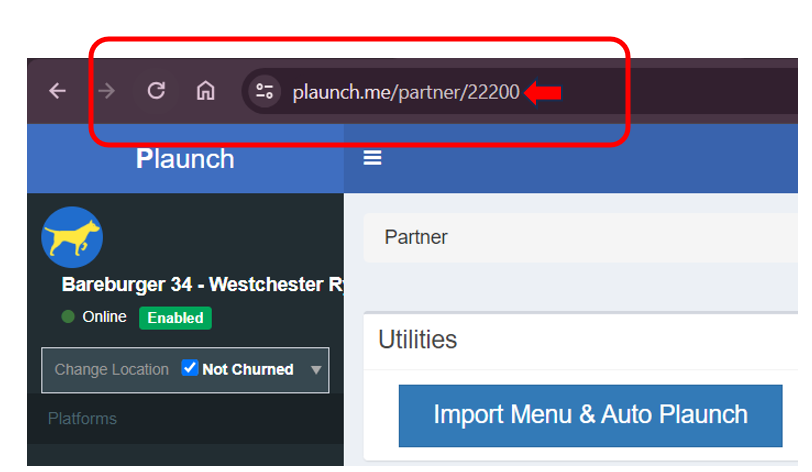 plaunch.me/partner/22200
Plaunch
Partner
Bareburger 34 - Westchester R
Online Enabled
Change Location Not Churned
Platforms
Utilities
Import Menu & Auto Plaunch